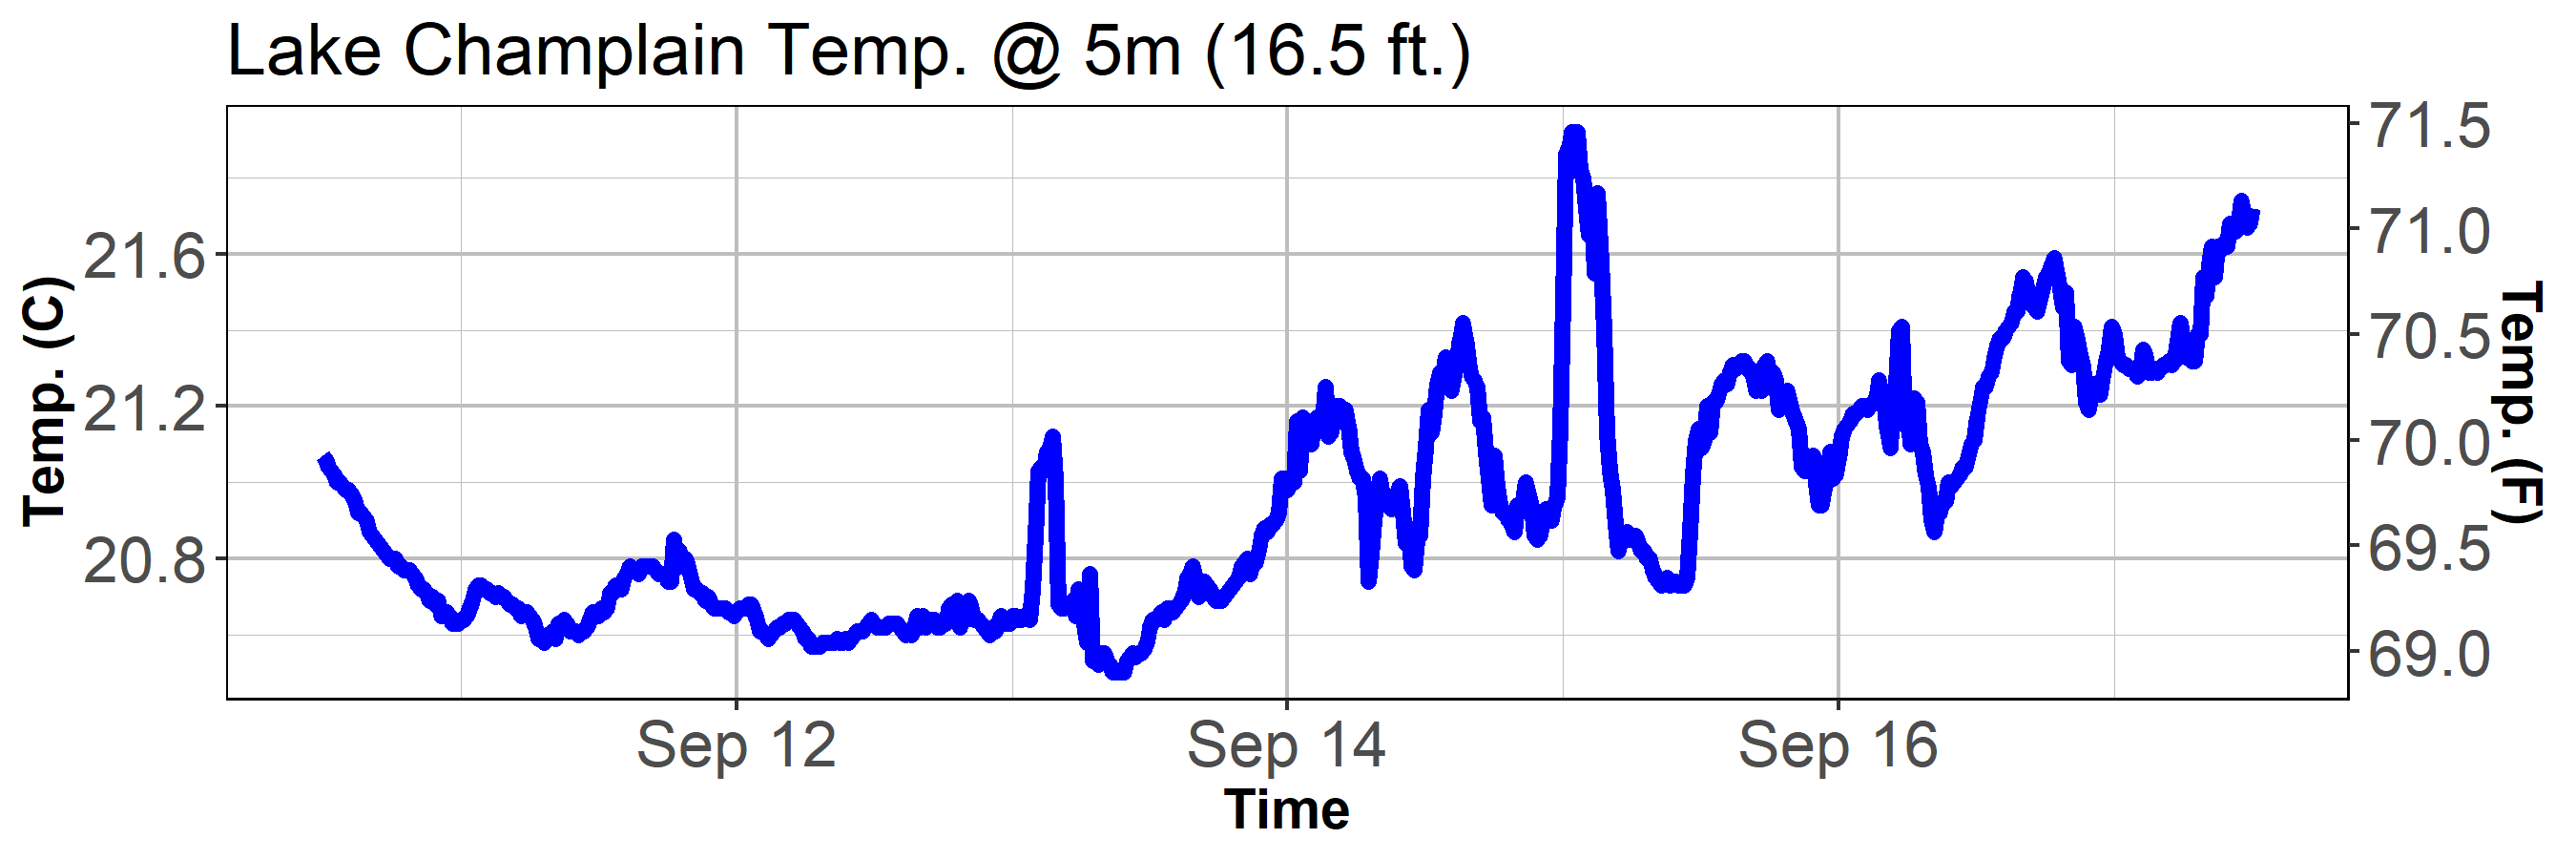 Lake Champlain Temp. @ 5m (16.5 ft.)
Temp. (C)
21.6
21.2
20.8
71.5
71.0
70.5
70.0
69.5
69.0
Temp. (F)
Sep 12
Sep 14
Sep 16
Time